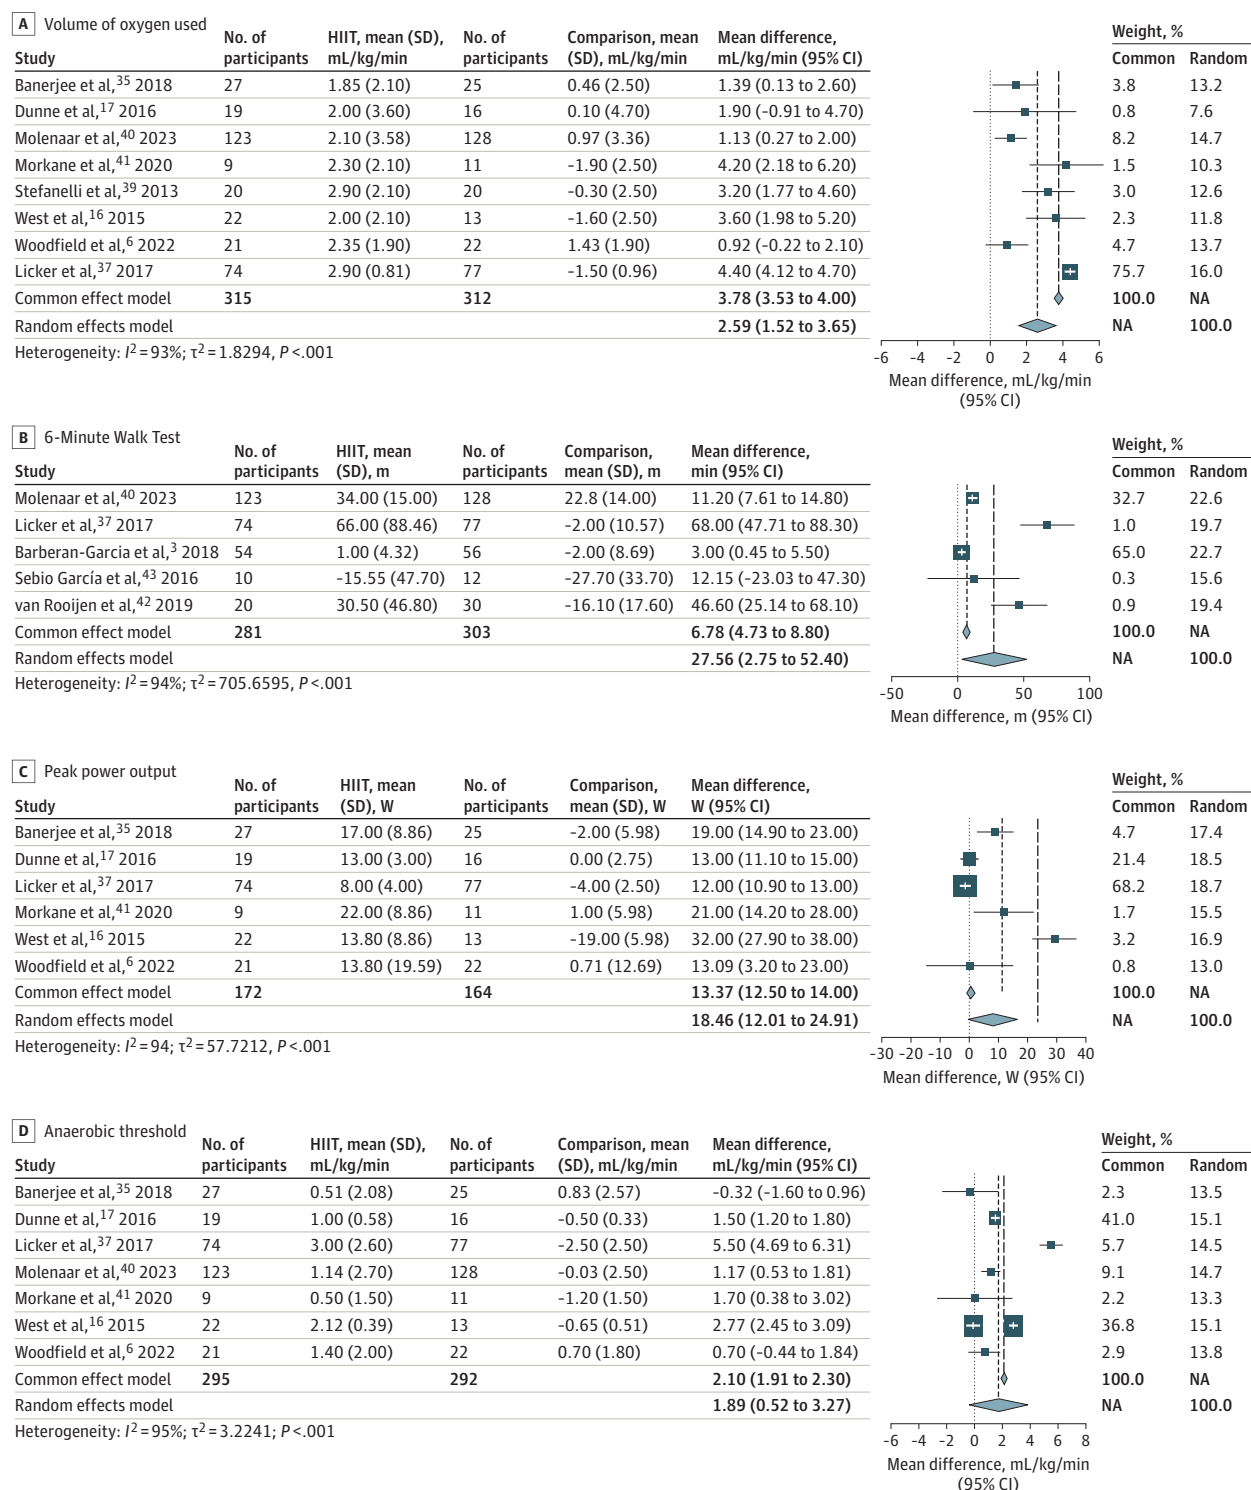 A Volume of oxygen used
Study No. of participants HIIT, mean (SD), mL/kg/min No. of participants Comparison, mean (SD), mL/kg/min Mean difference, mL/kg/min (95% CI) Weight, % Common Random
Banerjee et al,35 2018 27 1.85 (2.10) 25 0.46 (2.50) 1.39 (0.13 to 2.60) 3.8 13.2
Dunne et al,17 2016 19 2.00 (3.60) 16 0.10 (4.70) 1.90 (-0.91 to 4.70) 0.8 7.6
Molenaar et al,40 2023 123 2.10 (3.58) 128 0.97 (3.36) 1.13 (0.27 to 2.00) 8.2 14.7
Morkane et al,41 2020 9 2.30 (2.10) 11 -1.90 (2.50) 4.20 (2.18 to 6.20) 1.5 10.3
Stefanelli et al,39 2013 20 2.90 (2.10) 20 -0.30 (2.50) 3.20 (1.77 to 4.60) 3.0 12.6
West et al,16 2015 22 2.00 (2.10) 13 -1.60 (2.50) 3.60 (1.98 to 5.20) 2.3 11.8
Woodfield et al,6 2022 21 2.35 (1.90) 22 1.43 (1.90) 0.92 (-0.22 to 2.10) 4.7 13.7
Licker et al,37 2017 74 2.90 (0.81) 77 -1.50 (0.96) 4.40 (4.12 to 4.70) 75.7 16.0
Common effect model 315 312 3.78 (3.53 to 4.00) 100.0 NA
Random effects model 2.59 (1.52 to 3.65) NA 100.0
Heterogeneity: I2 = 93%; τ2 = 1.8294, P <.001
-6 -4 -2 0 2 4 6
Mean difference, mL/kg/min
(95% CI)
B 6-Minute Walk Test
Study No. of participants HIIT, mean (SD), m No. of participants Comparison, mean (SD), m Mean difference, min (95% CI) Weight, % Common Random
Molenaar et al,40 2023 123 34.00 (15.00) 128 22.8 (14.00) 11.20 (7.61 to 14.80) 32.7 22.6
Licker et al,37 2017 74 66.00 (88.46) 77 -2.00 (10.57) 68.00 (47.71 to 88.30) 1.0 19.7
Barberan-Garcia et al,3 2018 54 1.00 (4.32) 56 -2.00 (8.69) 3.00 (0.45 to 5.50) 65.0 22.7
Sebio García et al,43 2016 10 -15.55 (47.70) 12 -27.70 (33.70) 12.15 (-23.03 to 47.30) 0.3 15.6
van Rooijen et al,42 2019 20 30.50 (46.80) 30 -16.10 (17.60) 46.60 (25.14 to 68.10) 0.9 19.4
Common effect model 281 303 6.78 (4.73 to 8.80) 100.0 NA
Random effects model 27.56 (2.75 to 52.40) NA 100.0
Heterogeneity: I2 = 94%; τ2 = 705.6595, P <.001
-50 0 50 100
Mean difference, m (95% CI)
C Peak power output
Study No. of participants HIIT, mean (SD), W No. of participants Comparison, mean (SD), W Mean difference, W (95% CI) Weight, % Common Random
Banerjee et al,35 2018 27 17.00 (8.86) 25 -2.00 (5.98) 19.00 (14.90 to 23.00) 4.7 17.4
Dunne et al,17 2016 19 13.00 (3.00) 16 0.00 (2.75) 13.00 (11.10 to 15.00) 21.4 18.5
Licker et al,37 2017 74 8.00 (4.00) 77 -4.00 (2.50) 12.00 (10.90 to 13.00) 68.2 18.7
Morkane et al,41 2020 9 22.00 (8.86) 11 1.00 (5.98) 21.00 (14.20 to 28.00) 1.7 15.5
West et al,16 2015 22 13.80 (8.86) 13 -19.00 (5.98) 32.00 (27.90 to 38.00) 3.2 16.9
Woodfield et al,6 2022 21 13.80 (19.59) 22 0.71 (12.69) 13.09 (3.20 to 23.00) 0.8 13.0
Common effect model 172 164 13.37 (12.50 to 14.00) 100.0 NA
Random effects model 18.46 (12.01 to 24.91) NA 100.0
Heterogeneity: I2 = 94; τ2 = 57.7212, P <.001
-30 -20 -10 0 10 20 30 40
Mean difference, W (95% CI)
D Anaerobic threshold
Study No. of participants HIIT, mean (SD), mL/kg/min No. of participants Comparison, mean (SD), mL/kg/min Mean difference, mL/kg/min (95% CI) Weight, % Common Random
Banerjee et al,35 2018 27 0.51 (2.08) 25 0.83 (2.57) -0.32 (-1.60 to 0.96) 2.3 13.5
Dunne et al,17 2016 19 1.00 (0.58) 16 -0.50 (0.33) 1.50 (1.20 to 1.80) 41.0 15.1
Licker et al,37 2017 74 3.00 (2.60) 77 -2.50 (2.50) 5.50 (4.69 to 6.31) 5.7 14.5
Molenaar et al,40 2023 123 1.14 (2.70) 128 -0.03 (2.50) 1.17 (0.53 to 1.81) 9.1 14.7
Morkane et al,41 2020 9 0.50 (1.50) 11 -1.20 (1.50) 1.70 (0.38 to 3.02) 2.2 13.3
West et al,16 2015 22 2.12 (0.39) 13 -0.65 (0.51) 2.77 (2.45 to 3.09) 36.8 15.1
Woodfield et al,6 2022 21 1.40 (2.00) 22 0.70 (1.80) 0.70 (-0.44 to 1.84) 2.9 13.8
Common effect model 295 292 2.10 (1.91 to 2.30) 100.0 NA
Random effects model 1.89 (0.52 to 3.27) NA 100.0
Heterogeneity: I2 = 95%; τ2 = 3.2241; P <.001
-6 -4 -2 0 2 4 6 8
Mean difference, mL/kg/min
(95% CI)